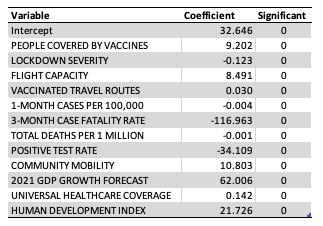 Variable Coefficient Significant
Intercept 32.646 0
PEOPLE COVERED BY VACCINES 9.202 0
LOCKDOWN SEVERITY -0.123 0
FLIGHT CAPACITY 8.491 0
VACCINATED TRAVEL ROUTES 0.030 0
1-MONTH CASES PER 100,000 -0.004 0
3-MONTH CASE FATALITY RATE -116.963 0
TOTAL DEATHS PER 1 MILLION -0.001 0
POSITIVE TEST RATE -34.109 0
COMMUNITY MOBILITY 10.803 0
2021 GDP GROWTH FORECAST 62.006 0
UNIVERSAL HEALTHCARE COVERAGE 0.142 0
HUMAN DEVELOPMENT INDEX 21.726 0